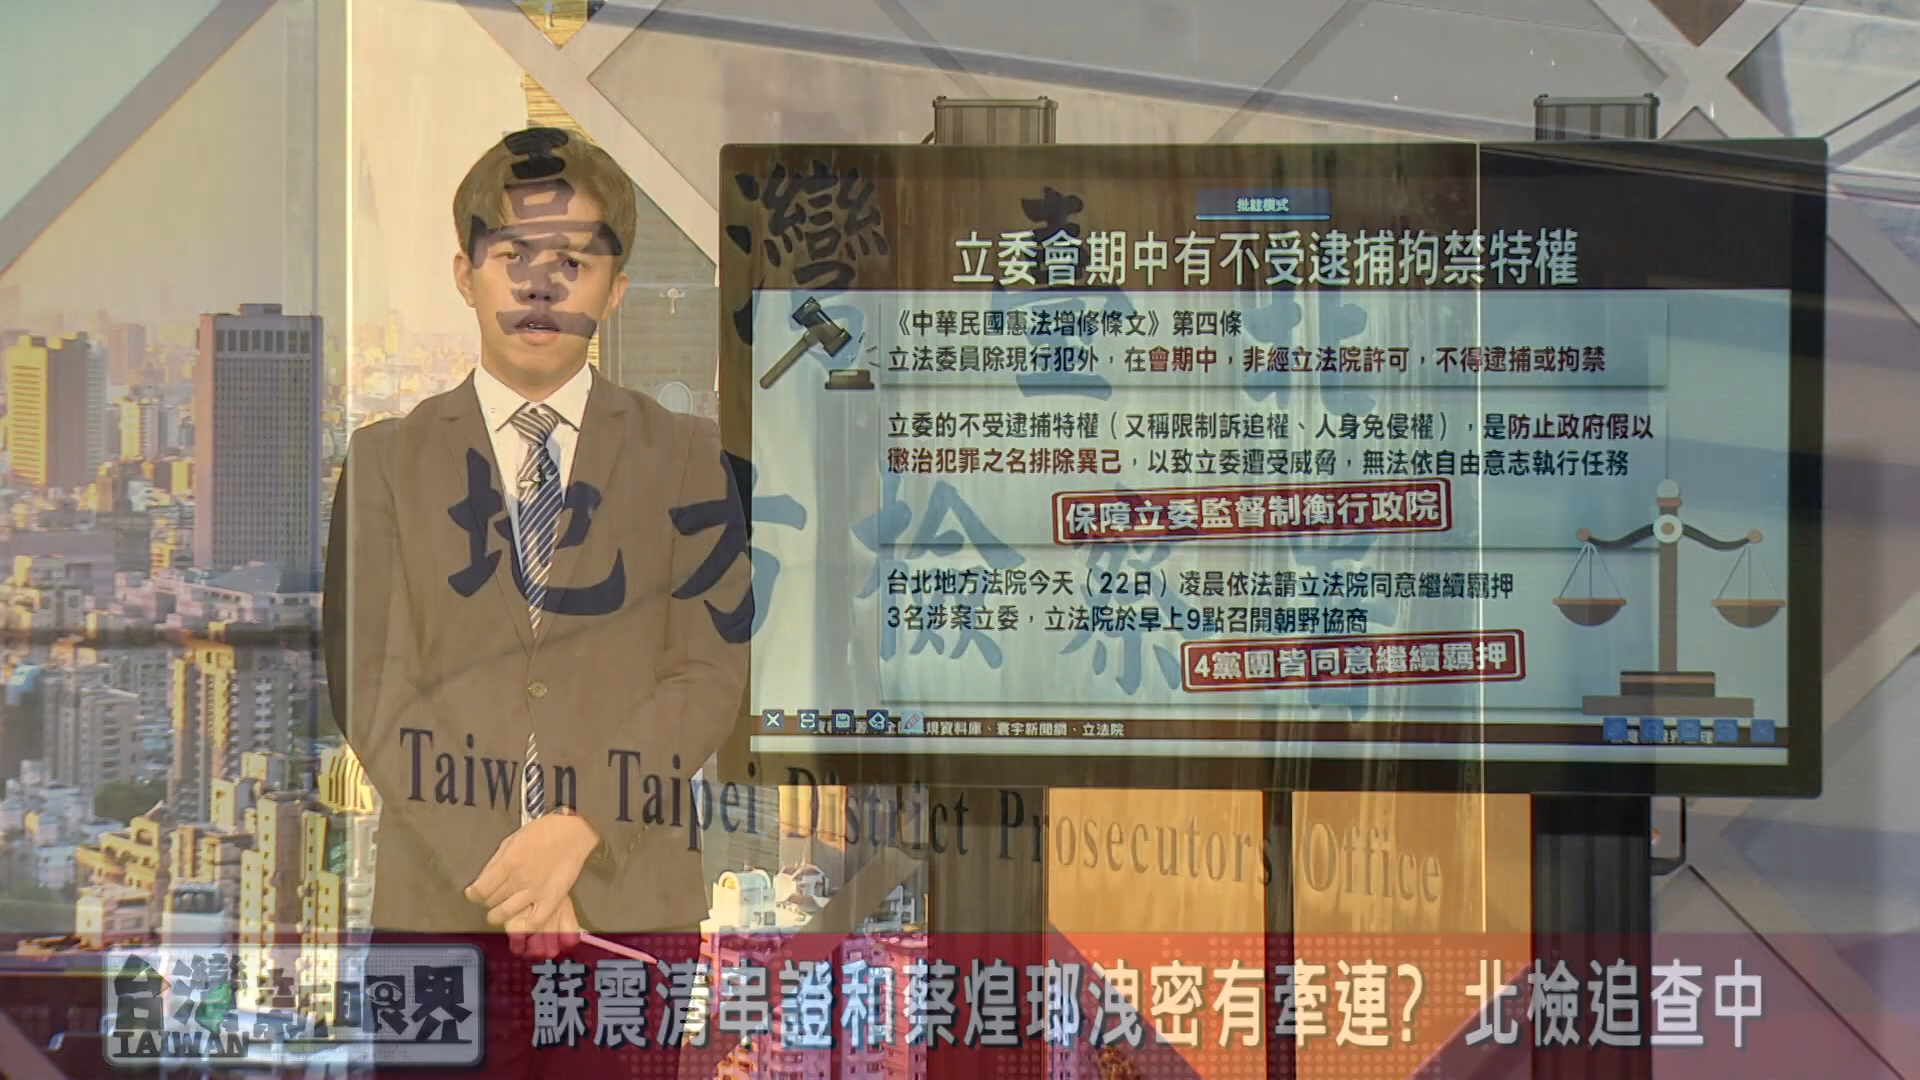 批註模式
立委會期中有不受逮捕拘禁特權
《中華民國憲法增修條文》第四條
立法委員除現行犯外，在會期中，非經立法院許可，不得逮捕或拘禁
立委的不受逮捕特權（又稱限制訴追權、人身免侵權），是防止政府假以
懲治犯罪之名排除異己，以致立委遭受威脅，無法依自由意志執行任務
保障立委監督制衡行政院
台北地方法院今天（22日）凌晨依法請立法院同意繼續羈押
3名涉案立委，立法院於早上9點召開朝野協商
4黨團皆同意繼續羈押
規資料庫、寰宇新聞網、立法院
灣 臺 北
地方檢察署
Taiwan Taipei District Prosecutors Office
台灣 眼界
TAIWAN
蘇震清串證和蔡煌瑯洩密有牽連? 北檢追查中